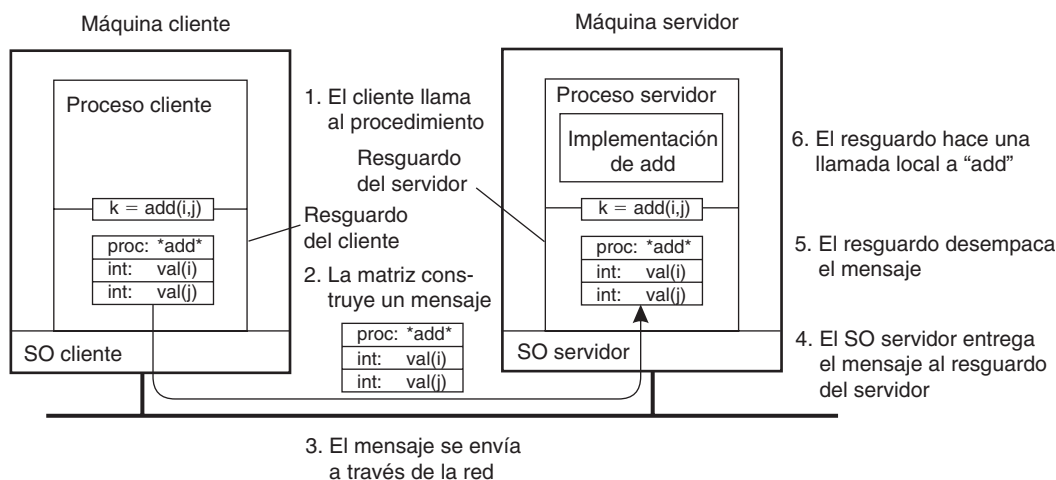 Máquina cliente
Máquina servidor
Proceso cliente
1. El cliente llama
al procedimiento
Proceso servidor
Implementación
de add
6. El resguardo hace una
llamada local a “add”
Resguardo
del servidor
k = add(i,j)
k = add(i,j)
Resguardo
del cliente
proc: *add*
int: val(i)
int: val(j)
proc: *add*
int: val(i)
int: val(j)
5. El resguardo desempaca
el mensaje
2. La matriz cons-
truye un mensaje
proc: *add*
int: val(i)
int: val(j)
SO cliente
SO servidor
4. El SO servidor entrega
el mensaje al resguardo
del servidor
3. El mensaje se envía
a través de la red